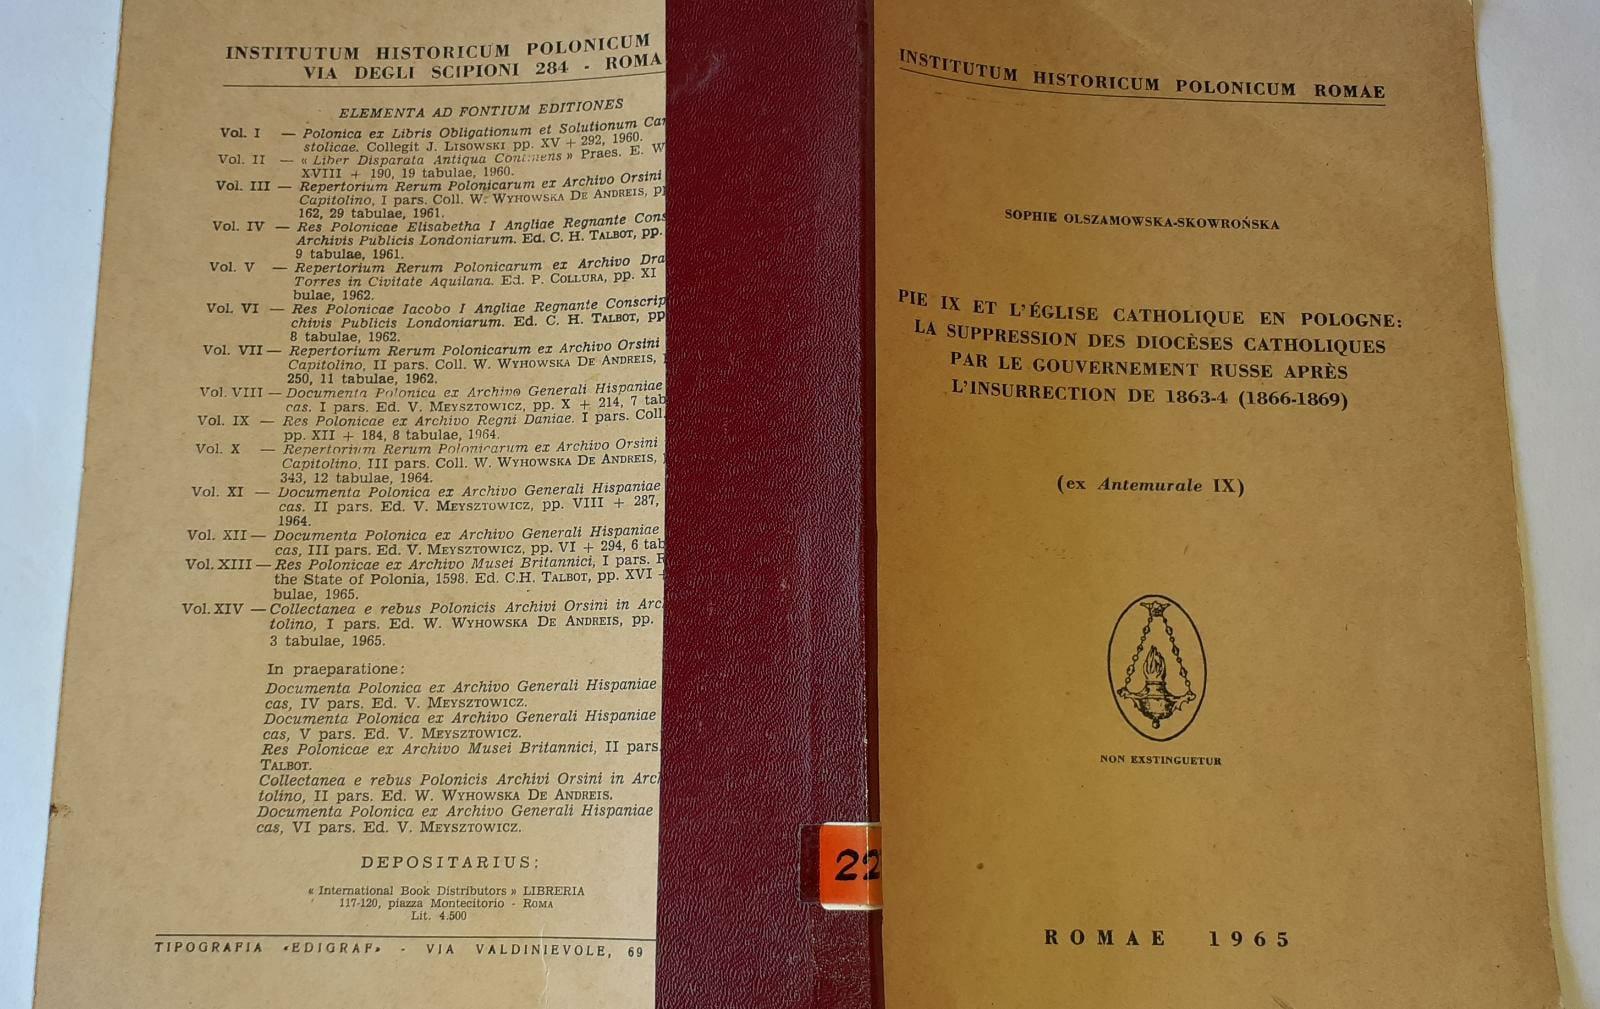 INSTITUTUM HISTORICUM POLONICUM
VIA DEGLI SCIPIONI 284 - ROMA
ELEMENTA AD FONTIUM EDITIONES
Vol. I — Polonica ex Libris Obligationum et Solutionum Ca
stolicae. Collegit J. LISOWSKI pp. XV + 292, 1960.
Vol. II — « Liber Disparata Antiqua Continens » Praes. E. W
XVIII + 190, 19 tabulae, 1960.
Vol. III — Repertorium Rerum Polonicarum ex Archivo Orsini
Capitolino, I pars. Coll. W. WYHOWSKA DE ANDREIS, p
162, 29 tabulae, 1961.
Vol. IV — Res Polonicae Elisabetha I Angliae Regnante Cons
Archivis Publicis Londoniarum. Ed. C. H. TALBOT, pp.
9 tabulae, 1961.
Vol. V — Repertorium Rerum Polonicarum ex Archivo Dra
Torres in Civitate Aquilana. Ed. P. COLLURA, pp. XI
bulae, 1962.
Vol. VI — Res Polonicae Iacobo I Angliae Regnante Conscrip
chivis Publicis Londoniarum. Ed. C. H. TALBOT, pp
8 tabulae, 1962.
Vol. VII — Repertorium Rerum Polonicarum ex Archivo Orsini
Capitolino, II pars. Coll. W. WYHOWSKA DE ANDREIS,
250, 11 tabulae, 1962.
Vol. VIII — Documenta Polonica ex Archivo Generali Hispaniae
cas. I pars. Ed. V. MEYSZTOWICZ, pp. X + 214, 7 tab
Vol. IX — Res Polonicae ex Archivo Regni Daniae. I pars. Coll.
pp. XII + 184, 8 tabulae, 1964.
Vol. X — Repertorium Rerum Polonicarum ex Archivo Orsini
Capitolino, III pars. Coll. W. WYHOWSKA DE ANDREIS,
343, 12 tabulae, 1964.
Vol. XI — Documenta Polonica ex Archivo Generali Hispaniae
cas. II pars. Ed. V. MEYSZTOWICZ, pp. VIII + 287,
1964.
Vol. XII — Documenta Polonica ex Archivo Generali Hispaniae
cas, III pars. Ed. V. MEYSZTOWICZ, pp. VI + 294, 6 tab
Vol. XIII — Res Polonicae ex Archivo Musei Britannici, I pars.
the State of Polonia, 1598. Ed. C.H. TALBOT, pp. XVI +
bulae, 1965.
Vol. XIV — Collectanea e rebus Polonicis Archivi Orsini in Arc
tolino, I pars. Ed. W. WYHOWSKA DE ANDREIS, pp.
3 tabulae, 1965.
In praeparatione:
Documenta Polonica ex Archivo Generali Hispaniae
cas, IV pars. Ed. V. MEYSZTOWICZ.
Documenta Polonica ex Archivo Generali Hispaniae
cas, V pars. Ed. V. MEYSZTOWICZ.
Res Polonicae ex Archivo Musei Britannici, II pars.
TALBOT.
Collectanea e rebus Polonicis Archivi Orsini in Arc
tolino, II pars. Ed. W. WYHOWSKA DE ANDREIS.
Documenta Polonica ex Archivo Generali Hispaniae
cas, VI pars. Ed. V. MEYSZTOWICZ.
DEPOSITARIUS:
« International Book Distributors » LIBRERIA
117-120, piazza Montecitorio - ROMA
Lit. 4.500
TIPOGRAFIA «EDIGRAF» - VIA VALDINIEVOLE, 69
22
INSTITUTUM HISTORICUM POLONICUM ROMAE
SOPHIE OLSZAMOWSKA-SKOWROŃSKA
PIE IX ET L'ÉGLISE CATHOLIQUE EN POLOGNE:
LA SUPPRESSION DES DIOCÈSES CATHOLIQUES
PAR LE GOUVERNEMENT RUSSE APRÈS
L'INSURRECTION DE 1863-4 (1866-1869)
(ex Antemurale IX)
NON EXSTINGUETUR
ROMAE 1965